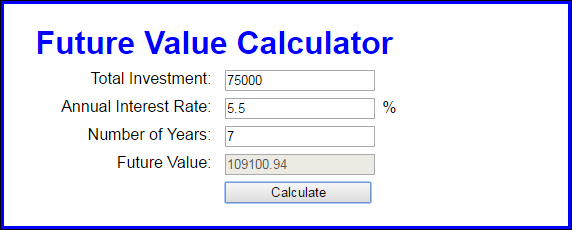 Future Value Calculator
Total Investment: 75000
Annual Interest Rate: 5.5 %
Number of Years: 7
Future Value: 109100.94
Calculate